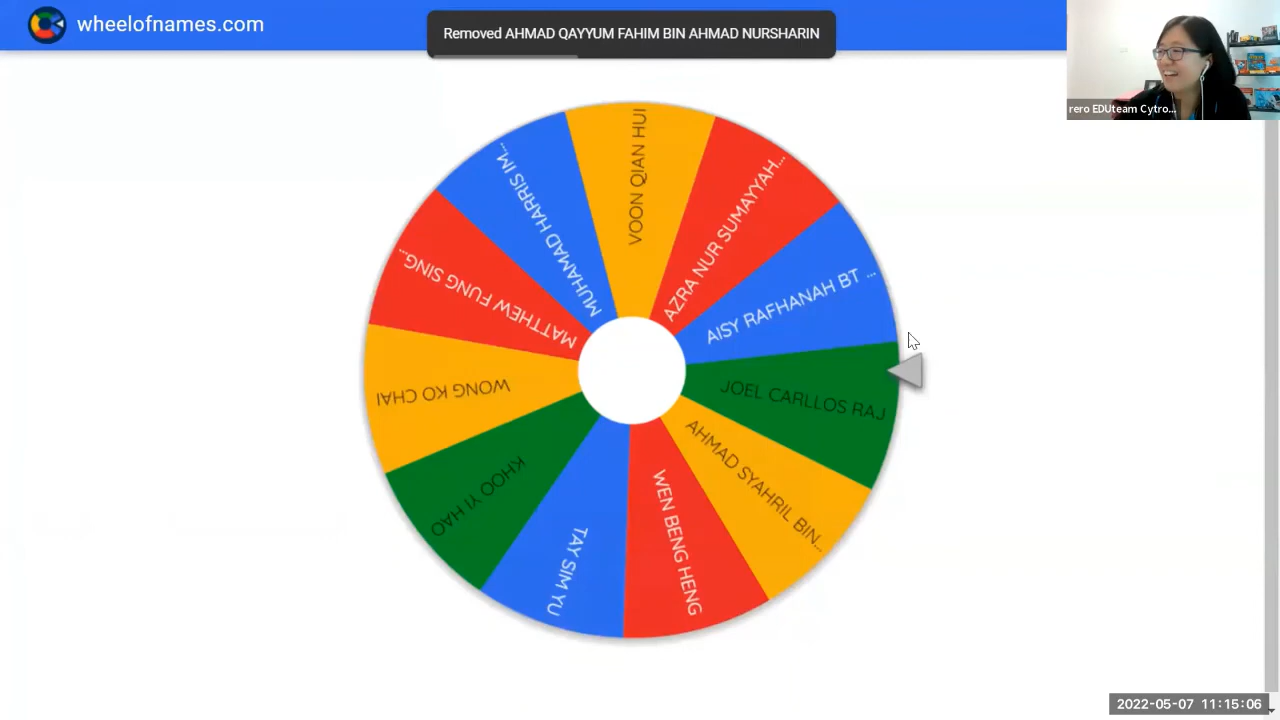 wheelofnames.com
Removed AHMAD QAYYUM FAHIM BIN AHMAD NURSHARIN
rero EDUteam Cytro...
VOON QIAN HUI
AZRA NUR SUMAYYAH...
AISY RAFHANAH BT ...
JOEL CARLLOS RAJ
AHMAD SYAHRIL BIN...
WEN BENG HENG
TAY SIM YU
KHOO YI HAO
WONG KO CHAI
MATTHEW FUNG SING...
MUHAMAD HARRIS IM...
2022-05-07 11:15:06